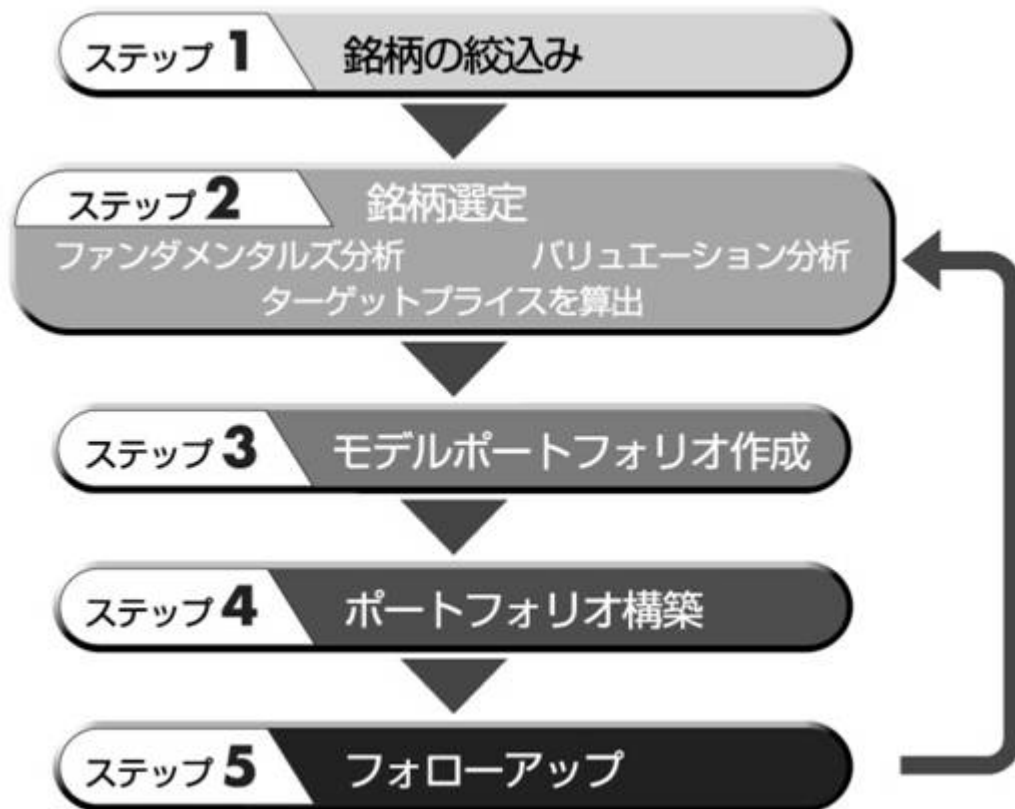 ステップ 1 銘柄の絞込み
ステップ 2 銘柄選定
ファンダメンタルズ分析 バリュエーション分析
ターゲットプライスを算出
ステップ 3 モデルポートフォリオ作成
ステップ 4 ポートフォリオ構築
ステップ 5 フォローアップ